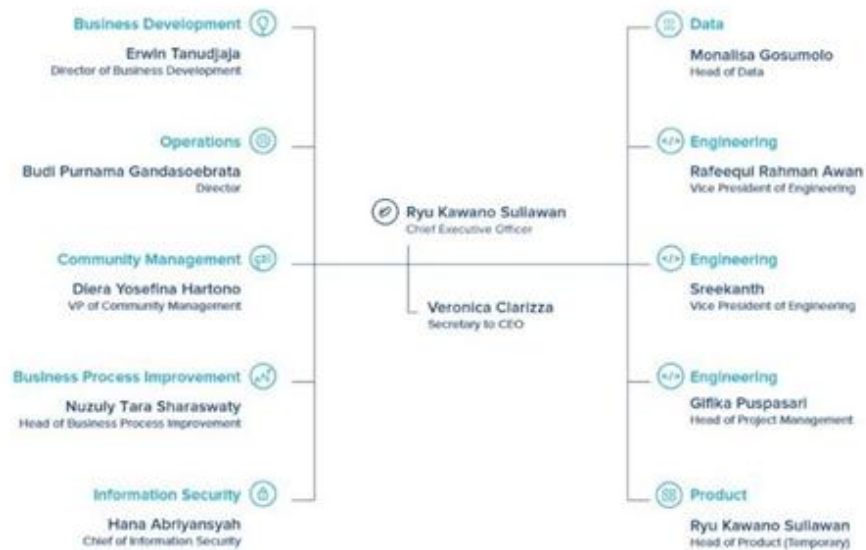 Business Development
Erwin Tanudjaja
Director of Business Development
Operations
Budi Purnama Gandasoebrata
Director
Community Management
Diera Yosefina Hartono
VP of Community Management
Business Process Improvement
Nuzuly Tara Sharaswaty
Head of Business Process Improvement
Information Security
Hana Abriyansyah
Chief of Information Security
Ryu Kawano Suliawan
Chief Executive Officer
Veronica Clarizza
Secretary to CEO
Data
Monalisa Gosumolo
Head of Data
</> Engineering
Rafeequl Rahman Awan
Vice President of Engineering
</> Engineering
Sreekanth
Vice President of Engineering
</> Engineering
Gifika Puspasari
Head of Project Management
Product
Ryu Kawano Suliawan
Head of Product (Temporary)